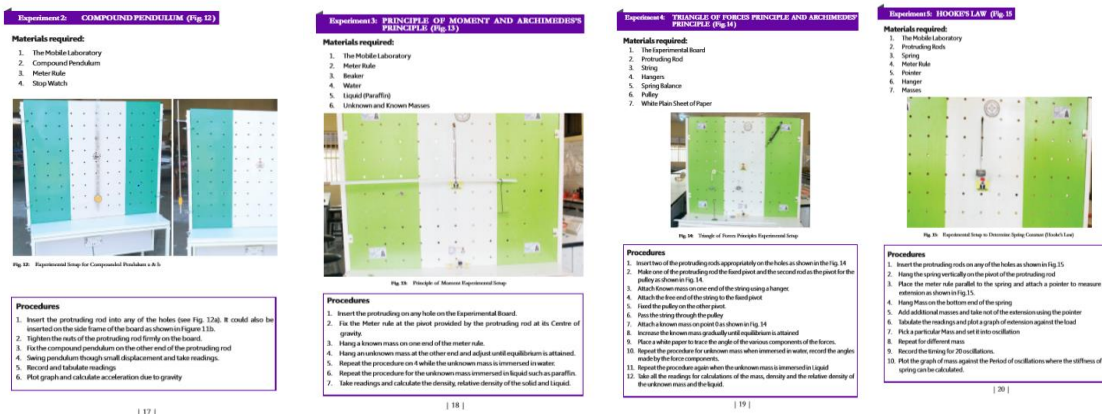 Experiment 2: COMPOUND PENDULUM (Fig. 12)
Materials required:
1. The Mobile Laboratory
2. Compound Pendulum
3. Meter Rule
4. Stop Watch
Fig. 12: Experimental Setup for Compounded Pendulum a & b
Procedures
1. Insert the protruding rod into any of the holes (see Fig. 12a). It could also be
inserted on the side frame of the board as shown in Figure 11b.
2. Tighten the nuts of the protruding rod firmly on the board.
3. Fix the compound pendulum on the other end of the protruding rod
4. Swing pendulum though small displacement and take readings.
5. Record and tabulate readings
6. Plot graph and calculate acceleration due to gravity
| 17 |
Experiment 3: PRINCIPLE OF MOMENT AND ARCHIMEDES'S
PRINCIPLE (Fig. 13)
Materials required:
1. The Mobile Laboratory
2. Meter Rule
3. Beaker
4. Water
5. Liquid (Paraffin)
6. Unknown and Known Masses
Fig. 13: Principle of Moment Experimental Setup
Procedures
1. Insert the protruding on any hole on the Experimental Board.
2. Fix the Meter rule at the pivot provided by the protruding rod at its Centre of
gravity.
3. Hang a known mass on one end of the meter rule.
4. Hang an unknown mass at the other end and adjust until equilibrium is attained.
5. Repeat the procedure on 4 while the unknown mass is immersed in water.
6. Repeat the procedure for the unknown mass immersed in liquid such as paraffin.
7. Take readings and calculate the density, relative density of the solid and Liquid.
| 18 |
Experiment 4: TRIANGLE OF FORCES PRINCIPLE AND ARCHIMEDES'
PRINCIPLE (Fig. 14)
Materials required:
1. The Experimental Board
2. Protruding Rod
3. String
4. Hangers
5. Spring Balance
6. Pulley
7. White Plain Sheet of Paper
Fig. 14: Triangle of Forces Principles Experimental Setup
Procedures
1. Insert two of the protruding rods appropriately on the holes as shown in the Fig. 14
2. Make one of the protruding rod the fixed pivot and the second rod as the pivot for the
pulley as shown in Fig. 14.
3. Attach Known mass on one end of the string using a hanger.
4. Attach the free end of the string to the fixed pivot
5. Fixed the pulley on the other pivot.
6. Pass the string through the pulley
7. Attach a known mass on point 0 as shown in Fig. 14
8. Increase the known mass gradually until equilibrium is attained
9. Place a white paper to trace the angle of the various components of the forces.
10. Repeat the procedure for unknown mass when immersed in water, record the angles
made by the force components.
11. Repeat the procedure again when the unknown mass is immersed in Liquid
12. Take all the readings for calculations of the mass, density and the relative density of
the unknown mass and the liquid.
| 19 |
Experiment 5: HOOKE'S LAW (Fig. 15
Materials required:
1. The Mobile Laboratory
2. Protruding Rods
3. Spring
4. Meter Rule
5. Pointer
6. Hanger
7. Masses
Fig. 15: Experimental Setup to Determine Spring Constant (Hooke's Law)
Procedures
1. Insert the protruding rods on any of the holes as shown in Fig.15
2. Hang the spring vertically on the pivot of the protruding rod
3. Place the meter rule parallel to the spring and attach a pointer to measure
extension as shown in Fig.15.
4. Hang Mass on the bottom end of the spring
5. Add additional masses and take not of the extension using the pointer
6. Tabulate the readings and plot a graph of extension against the load
7. Pick a particular Mass and set it into oscillation
8. Repeat for different mass
9. Record the timing for 20 oscillations.
10. Plot the graph of mass against the Period of oscillations where the stiffness of
spring can be calculated.
| 20 |